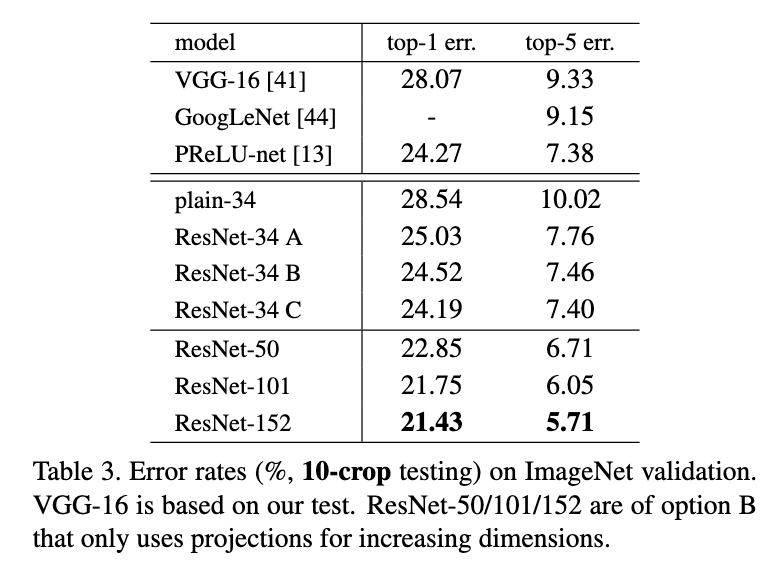 model top-1 err. top-5 err.
VGG-16 [41] 28.07 9.33
GoogLeNet [44] - 9.15
PReLU-net [13] 24.27 7.38
plain-34 28.54 10.02
ResNet-34 A 25.03 7.76
ResNet-34 B 24.52 7.46
ResNet-34 C 24.19 7.40
ResNet-50 22.85 6.71
ResNet-101 21.75 6.05
ResNet-152 21.43 5.71
Table 3. Error rates (%, 10-crop testing) on ImageNet validation.
VGG-16 is based on our test. ResNet-50/101/152 are of option B
that only uses projections for increasing dimensions.